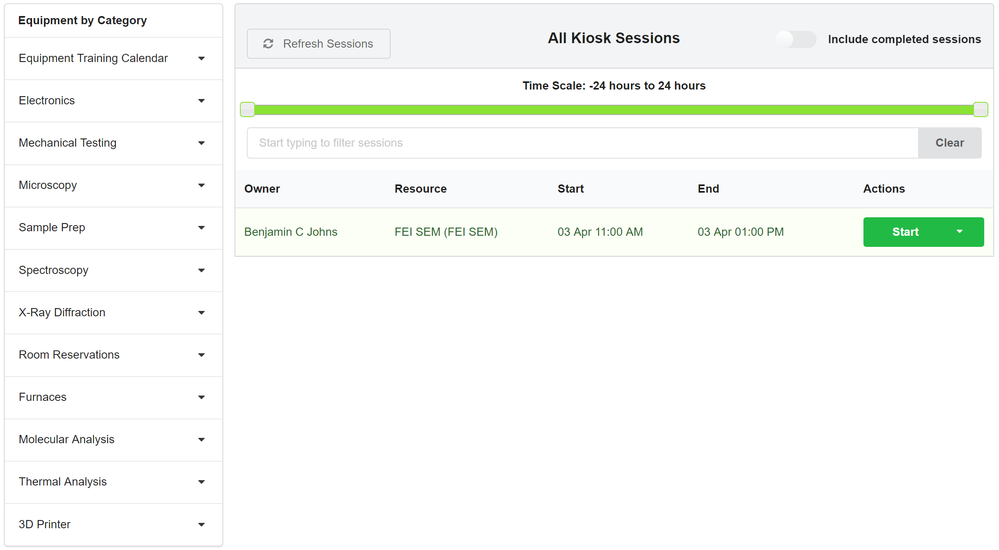 Equipment by Category
Equipment Training Calendar
Electronics
Mechanical Testing
Microscopy
Sample Prep
Spectroscopy
X-Ray Diffraction
Room Reservations
Furnaces
Molecular Analysis
Thermal Analysis
3D Printer
Refresh Sessions
All Kiosk Sessions
Include completed sessions
Time Scale: -24 hours to 24 hours
Start typing to filter sessions
Clear
Owner Resource Start End Actions
Benjamin C Johns FEI SEM (FEI SEM) 03 Apr 11:00 AM 03 Apr 01:00 PM Start